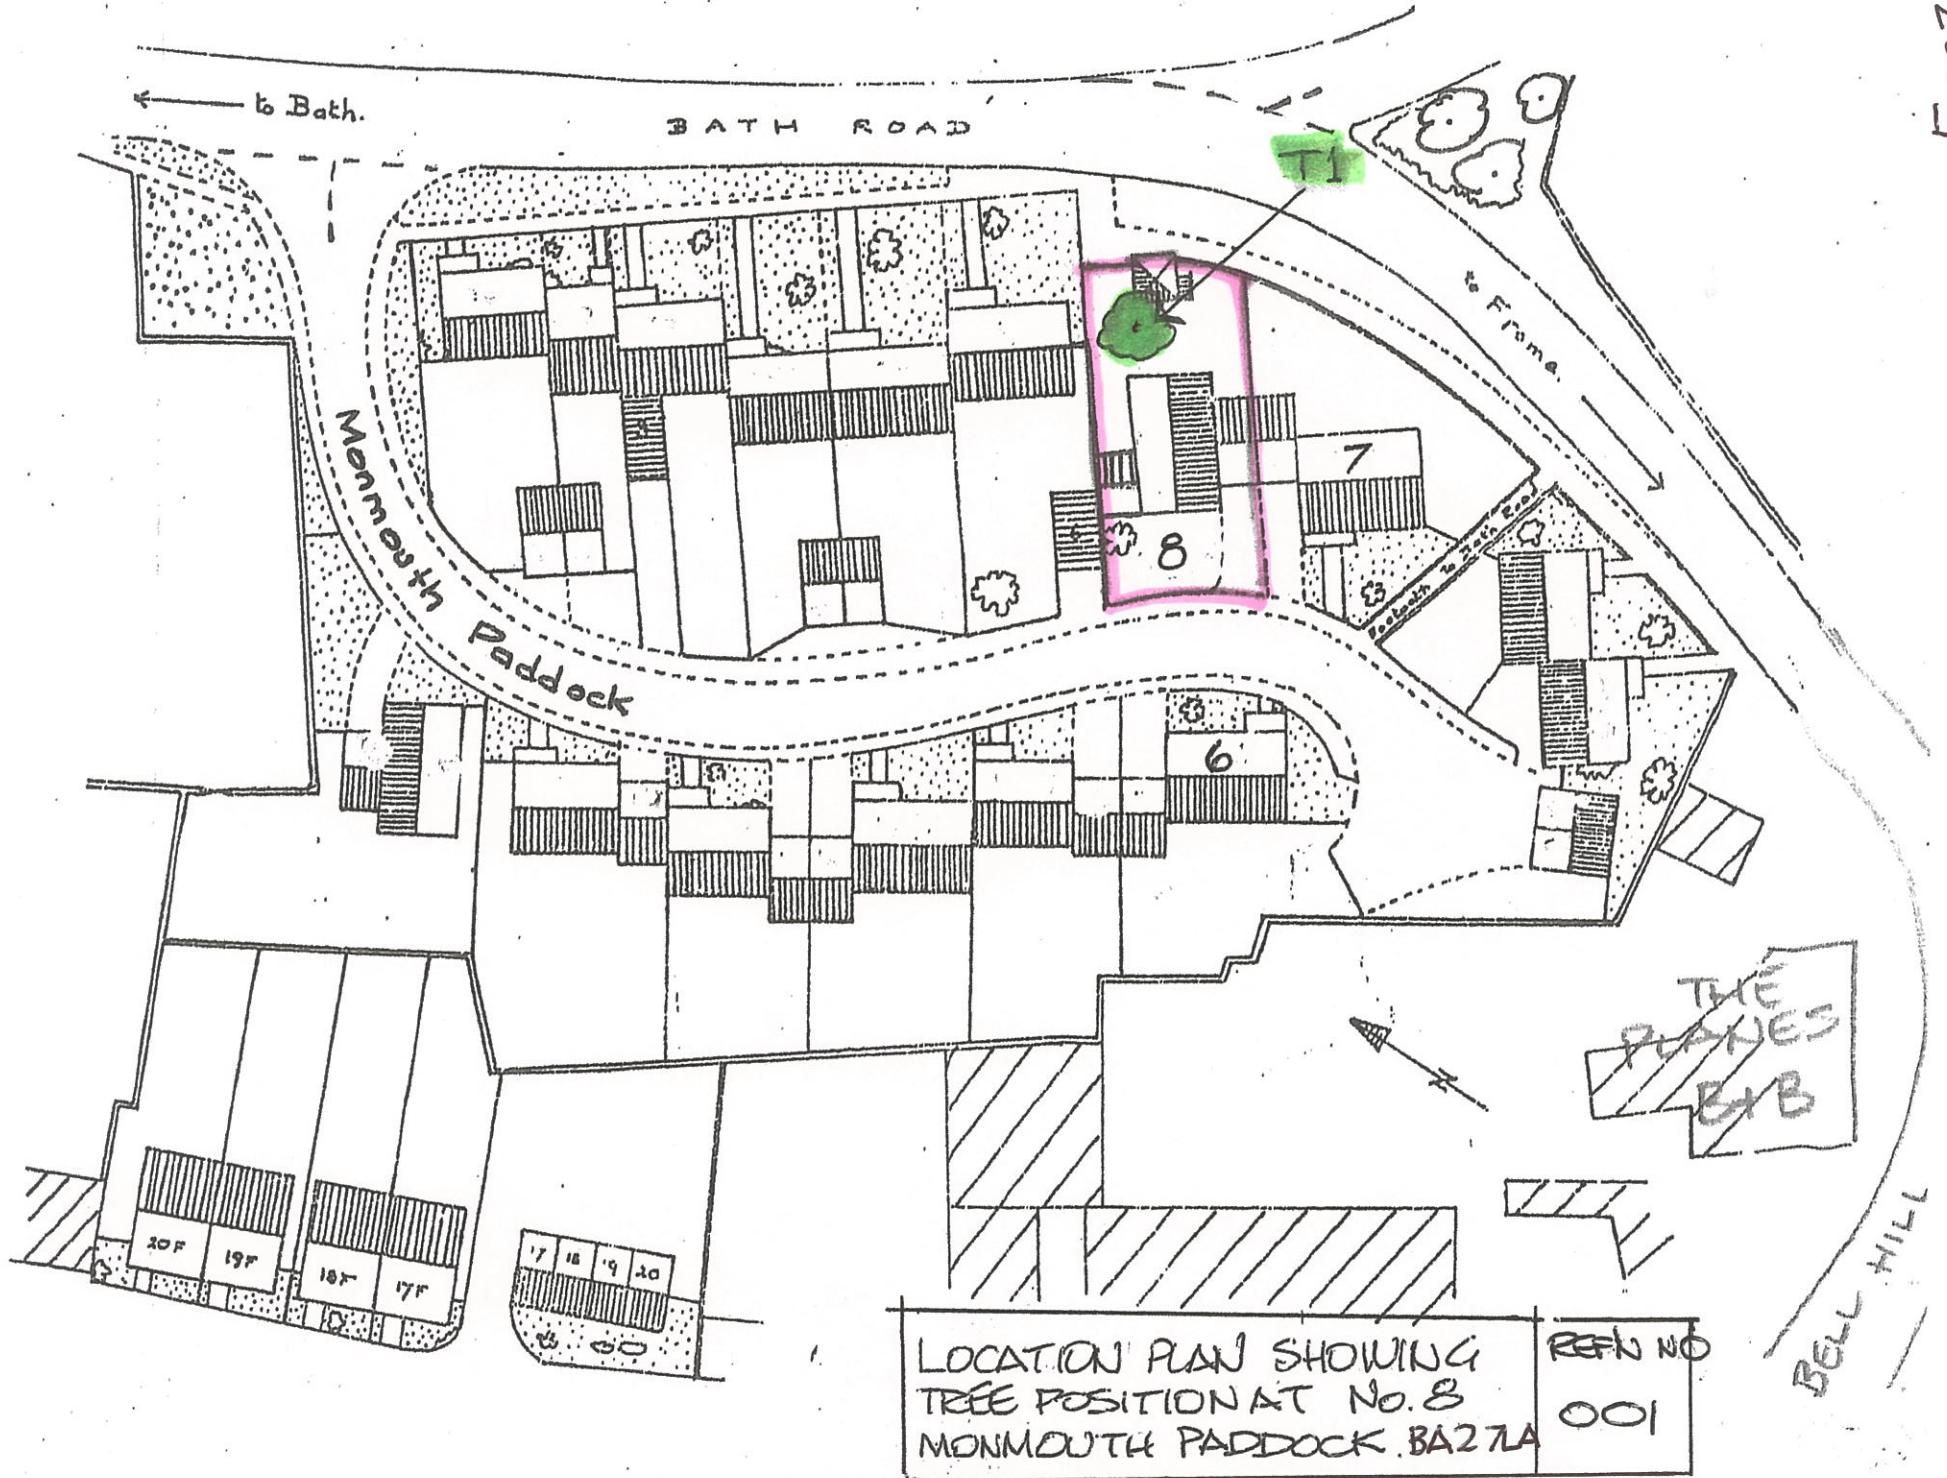 to Bath.
BATH ROAD
T1
to Frome.
Monmouth
Paddock
7
8
Footpath to Bath Road
6
THE
PLANES
B+B
N
BELL HILL
20F
19F
18F
17F
17
18
19
20
LOCATION PLAN SHOWING
TREE POSITION AT No. 8
MONMOUTH PADDOCK. BA2 7LA
REFN NO
001